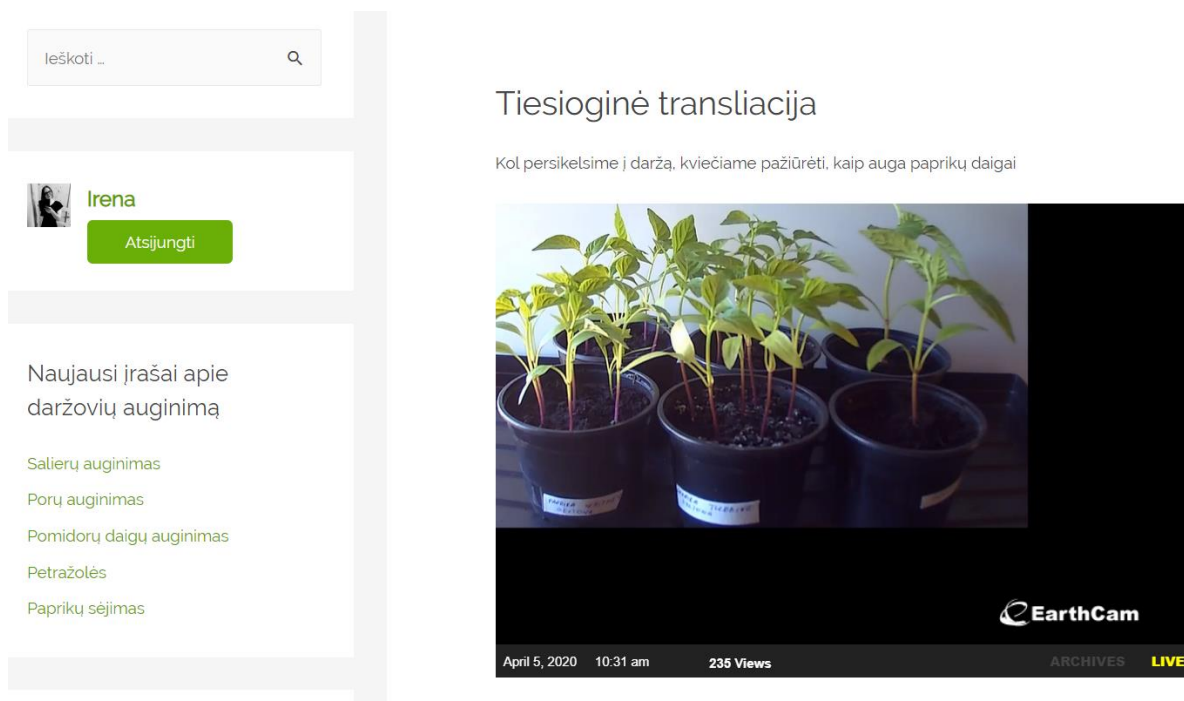 Ieškoti ...
Irena
Atsijungti
Naujausi įrašai apie
daržovių auginimą
Salierų auginimas
Porų auginimas
Pomidorų daigų auginimas
Petražolės
Paprikų sėjimas
Tiesioginė transliacija
Kol persikelsime į daržą, kviečiame pažiūrėti, kaip auga paprikų daigai
EarthCam
April 5, 2020 10:31 am 235 Views ARCHIVES LIVE